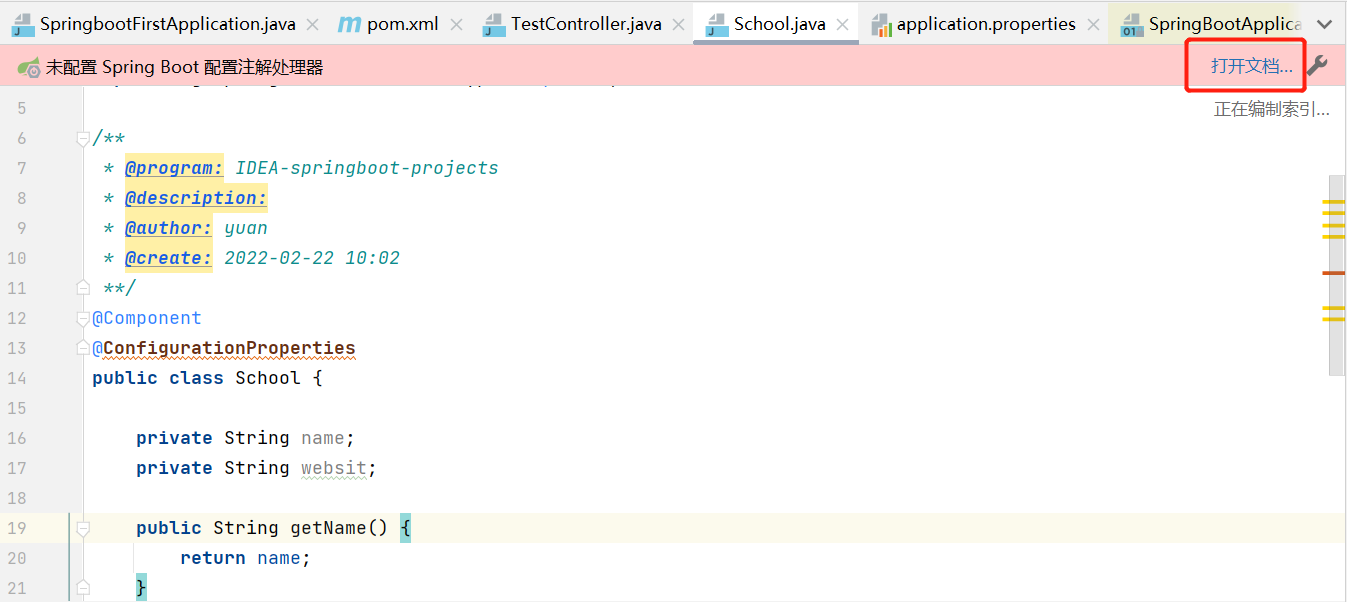 SpringbootFirstApplication.java pom.xml TestController.java School.java application.properties SpringBootApplica
未配置 Spring Boot 配置注解处理器 打开文档...
正在编制索引...
5
6 /**
7 * @program: IDEA-springboot-projects
8 * @description:
9 * @author: yuan
10 * @create: 2022-02-22 10:02
11 **/
12 @Component
13 @ConfigurationProperties
14 public class School {
15
16 private String name;
17 private String websit;
18
19 public String getName() {
20 return name;
21 }